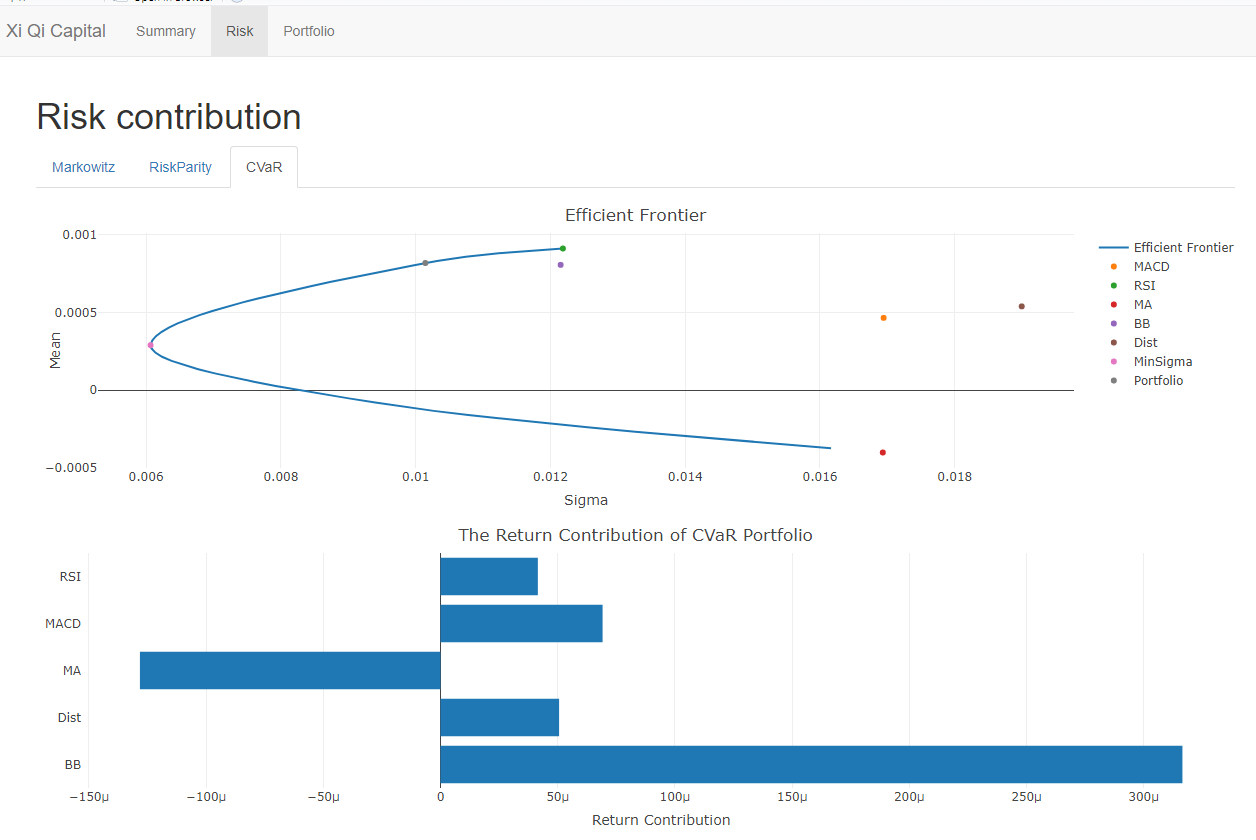 Xi Qi Capital Summary Risk Portfolio
Risk contribution
Markowitz RiskParity CVaR
Efficient Frontier
0.001
0.0005
0
−0.0005
Mean
0.006 0.008 0.01 0.012 0.014 0.016 0.018
Sigma
Efficient Frontier
MACD
RSI
MA
BB
Dist
MinSigma
Portfolio
The Return Contribution of CVaR Portfolio
RSI
MACD
MA
Dist
BB
−150μ −100μ −50μ 0 50μ 100μ 150μ 200μ 250μ 300μ
Return Contribution